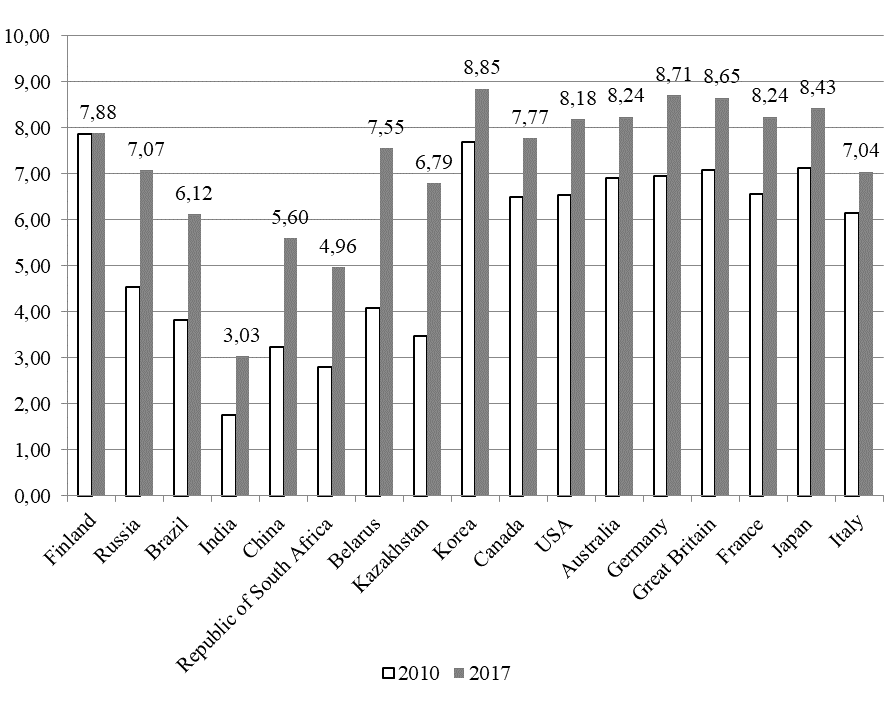 10,00
9,00
8,00
7,00
6,00
5,00
4,00
3,00
2,00
1,00
0,00
7,88
7,07
6,12
3,03
5,60
4,96
7,55
6,79
8,85
7,77
8,18
8,24
8,71
8,65
8,24
8,43
7,04
Finland
Russia
Brazil
India
China
Republic of South Africa
Belarus
Kazakhstan
Korea
Canada
USA
Australia
Germany
Great Britain
France
Japan
Italy
2010 2017